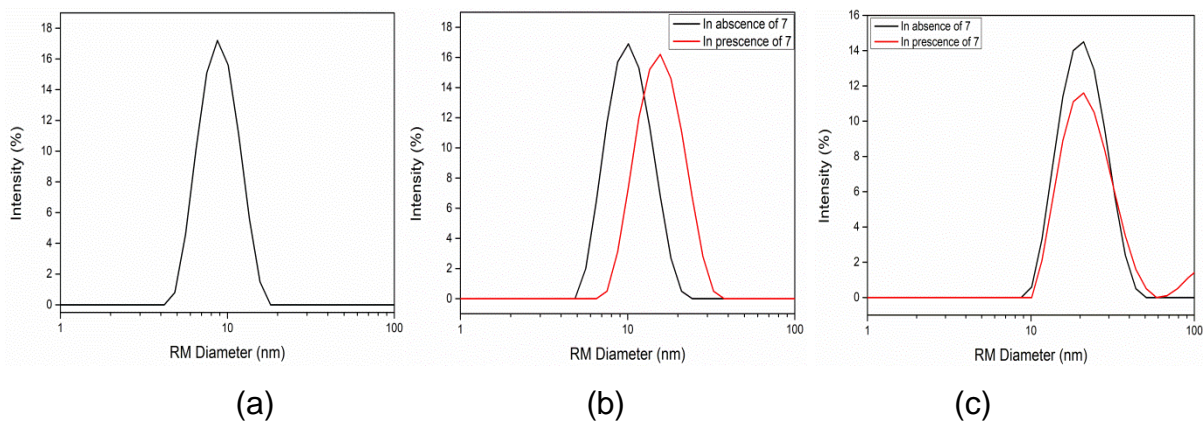 18
16
14
12
10
8
6
4
2
0
Intensity (%)
1
10
100
RM Diameter (nm)
(a)
18
16
14
12
10
8
6
4
2
0
Intensity (%)
In abscence of 7
In prescence of 7
1
10
100
RM Diameter (nm)
(b)
16
14
12
10
8
6
4
2
0
Intensity (%)
In abscence of 7
In prescence of 7
1
10
100
RM Diameter (nm)
(c)